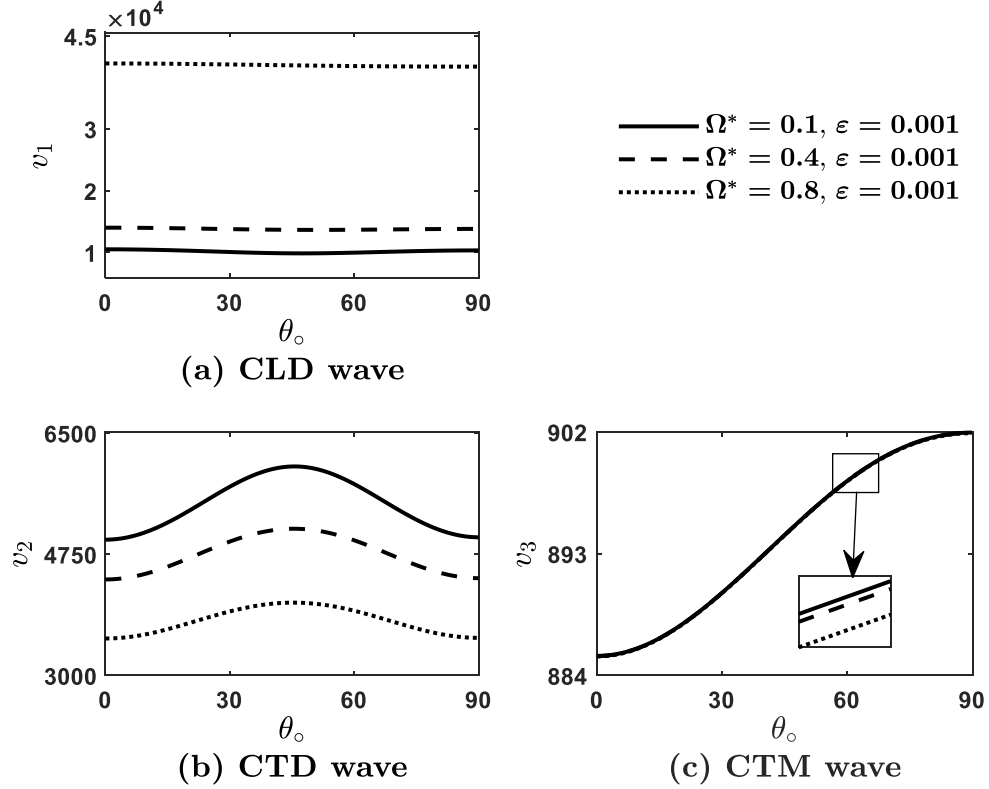 ×10⁴
4.5
3
2
1
v₁
0 30 60 90
θ∘
(a) CLD wave
Ω* = 0.1, ε = 0.001
Ω* = 0.4, ε = 0.001
Ω* = 0.8, ε = 0.001
6500
4750
3000
v₂
0 30 60 90
θ∘
(b) CTD wave
902
893
884
v₃
0 30 60 90
θ∘
(c) CTM wave